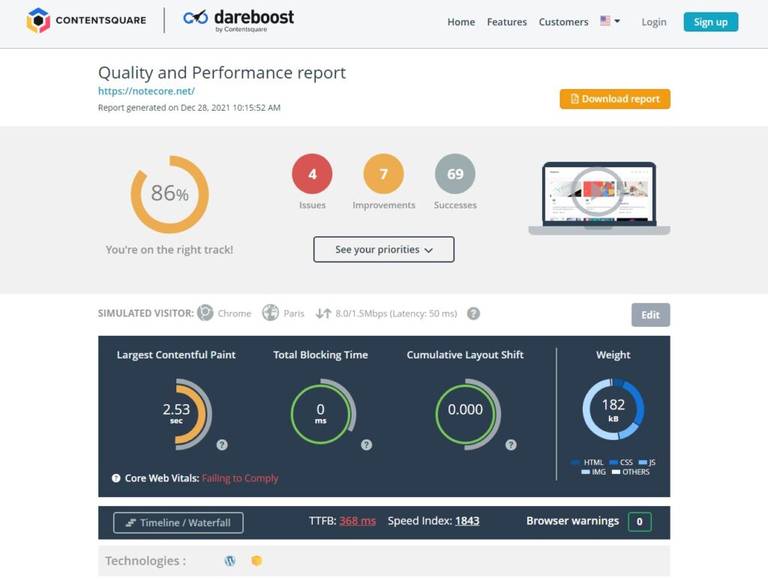 CONTENTSQUARE
dareboost
by Contentsquare
Home Features Customers Login Sign up
Quality and Performance report
https://notecore.net/
Report generated on Dec 28, 2021 10:15:52 AM
Download report
86%
You're on the right track!
4 7 69
Issues Improvements Successes
See your priorities
SIMULATED VISITOR: Chrome Paris 8.0/1.5Mbps (Latency: 50 ms) ?
Edit
Largest Contentful Paint Total Blocking Time Cumulative Layout Shift Weight
2.53 0 0.000 182
sec ms kB
? ? ?
HTML CSS JS
IMG OTHERS
? Core Web Vitals: Failing to Comply
Timeline / Waterfall TTFB: 368 ms Speed Index: 1843 Browser warnings 0
Technologies :